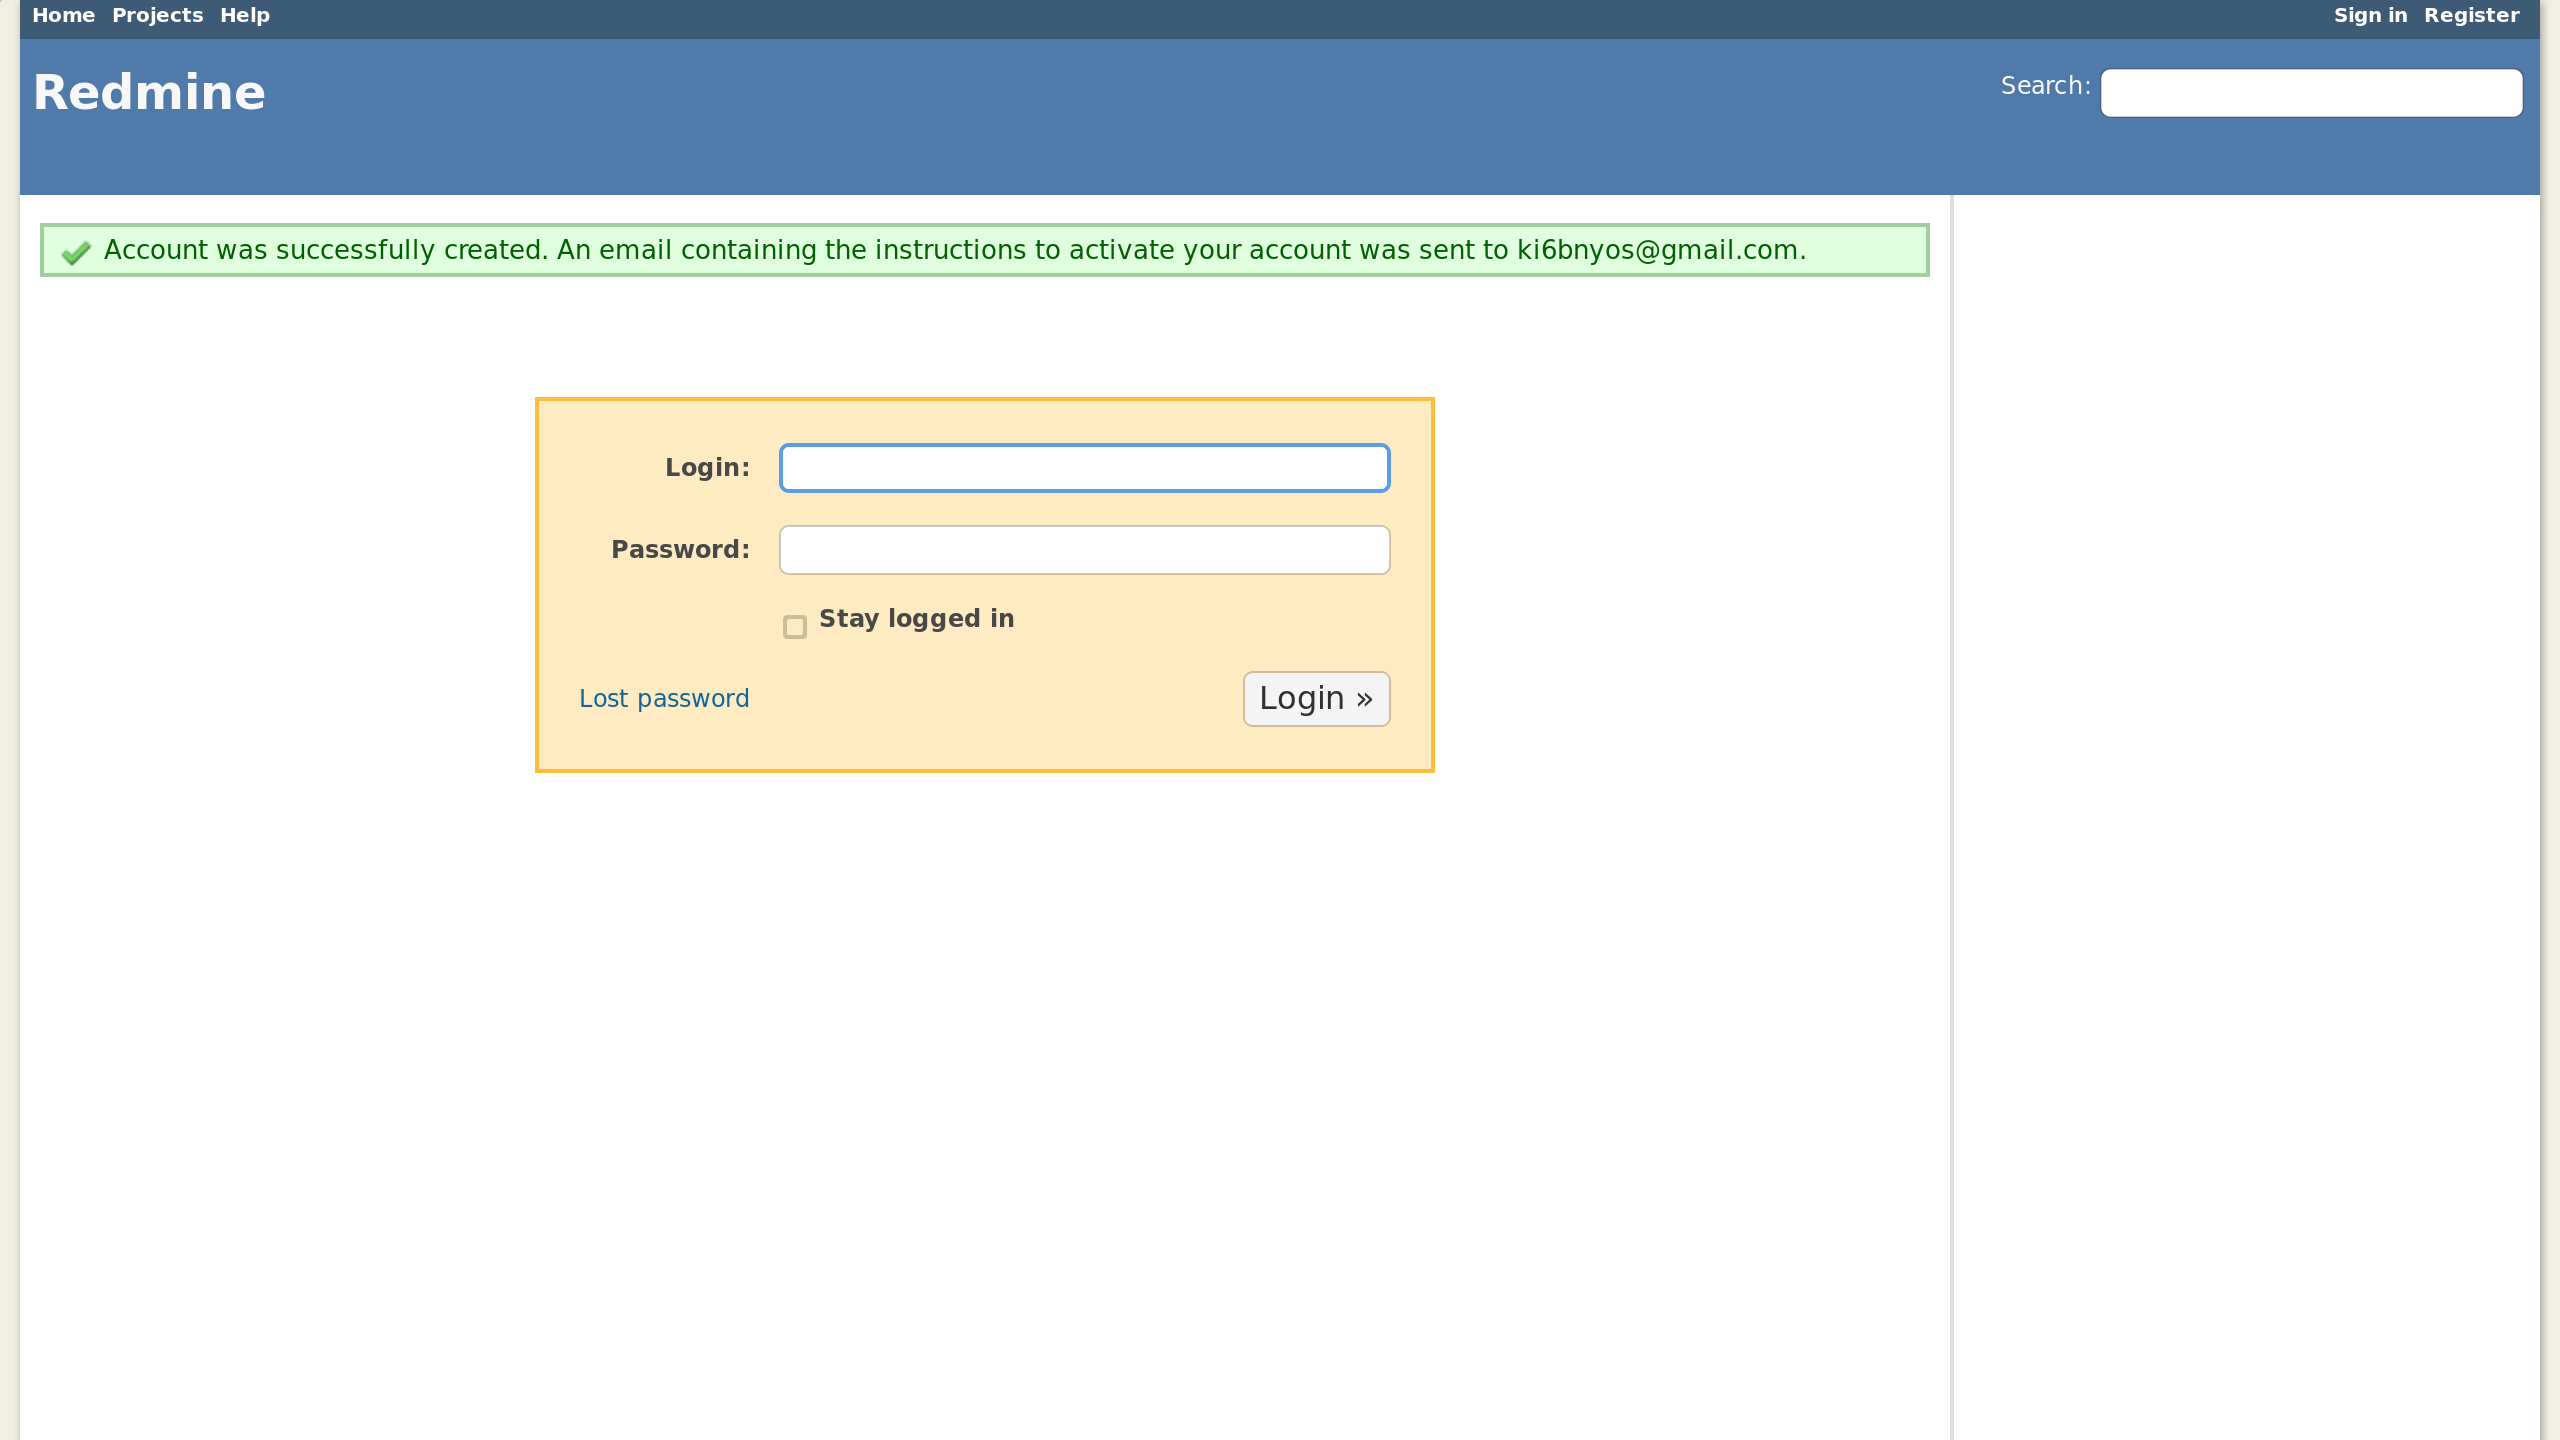 Home Projects Help Sign in Register
Redmine
Search:
Account was successfully created. An email containing the instructions to activate your account was sent to ki6bnyos@gmail.com.
Login:
Password:
Stay logged in
Lost password
Login »